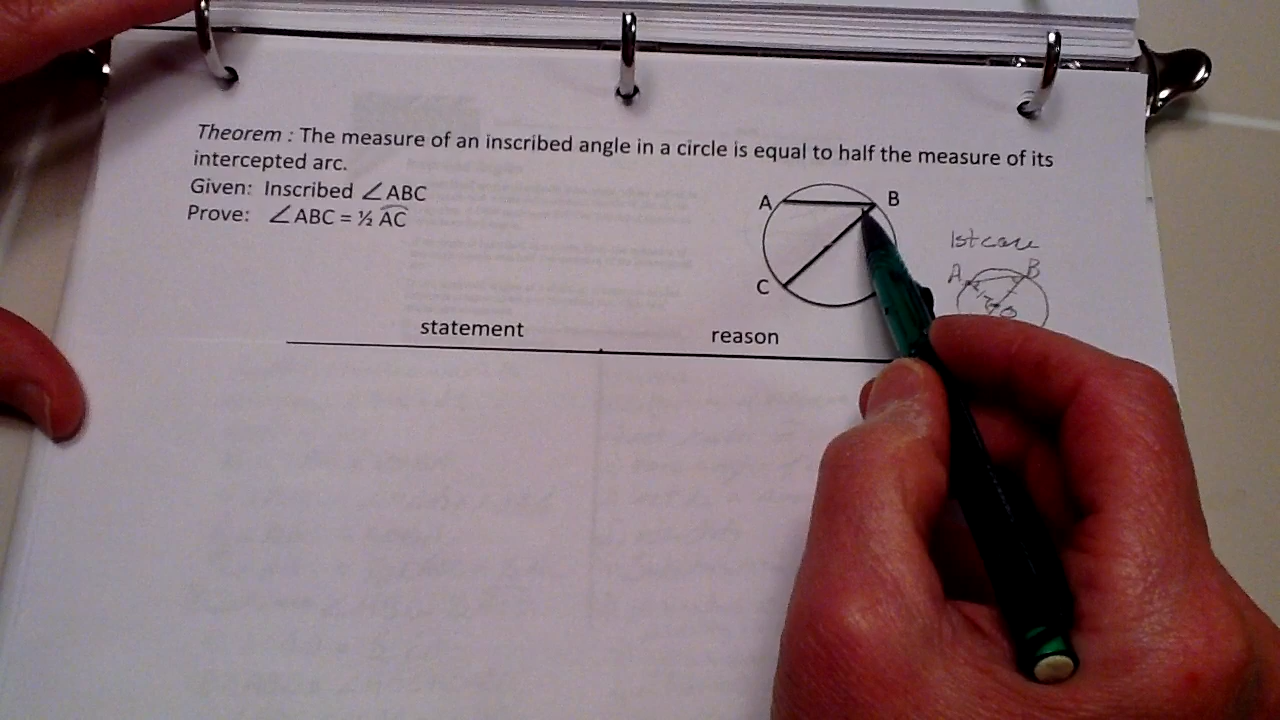 Theorem : The measure of an inscribed angle in a circle is equal to half the measure of its
intercepted arc.
Given: Inscribed ∠ABC
Prove: ∠ABC = ½ A͡C
A
B
C
1st case
A
B
O
statement
reason